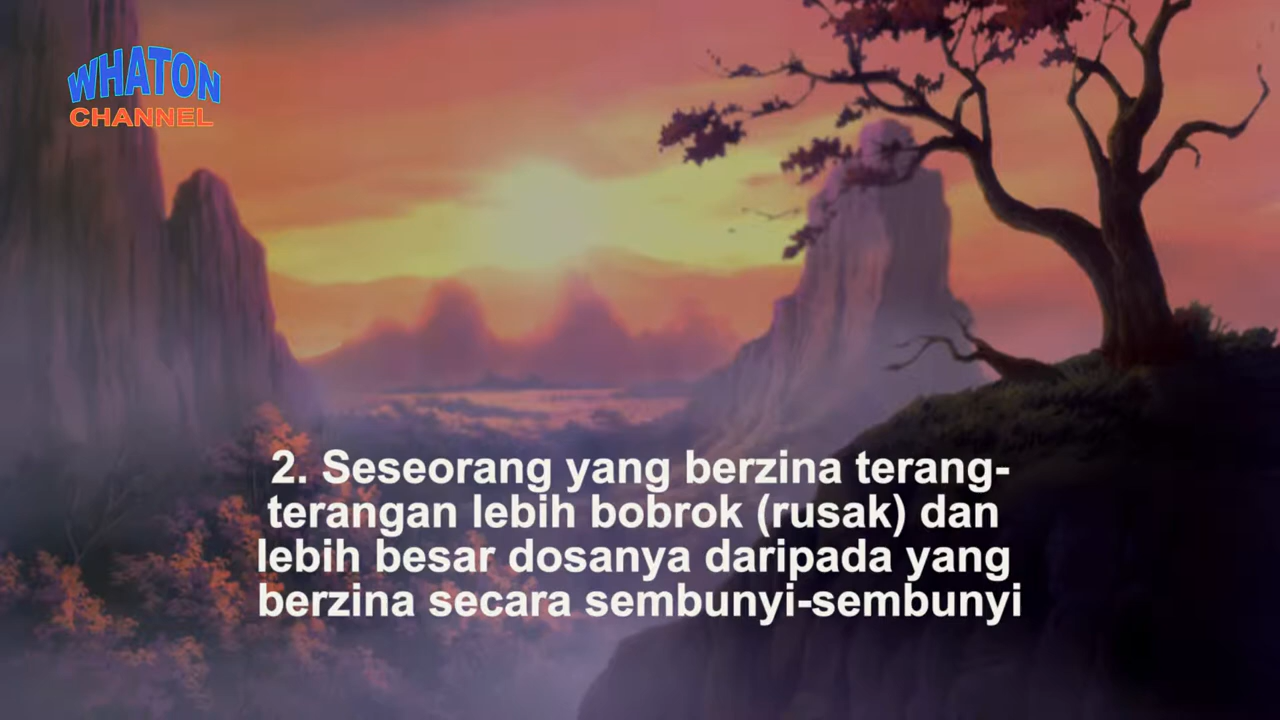 WHATON
CHANNEL
2. Seseorang yang berzina terang-
terangan lebih bobrok (rusak) dan
lebih besar dosanya daripada yang
berzina secara sembunyi-sembunyi